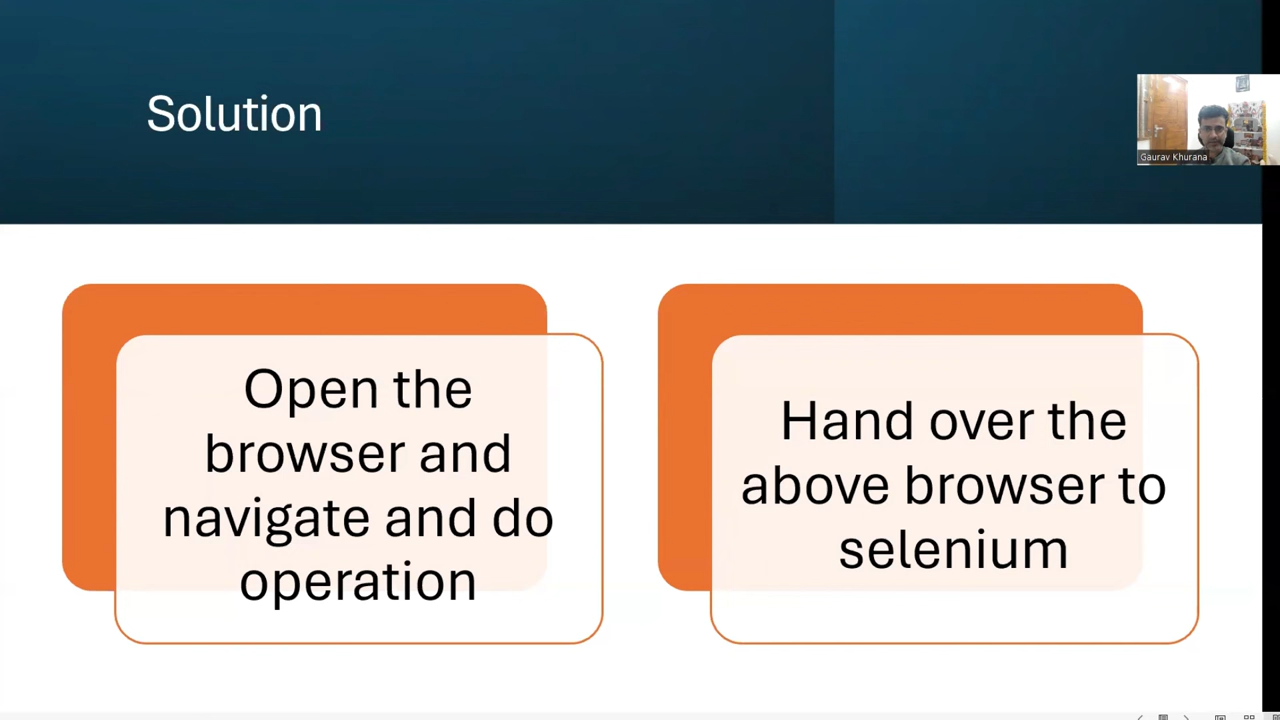 Solution
Gaurav Khurana
Open the
browser and
navigate and do
operation
Hand over the
above browser to
selenium